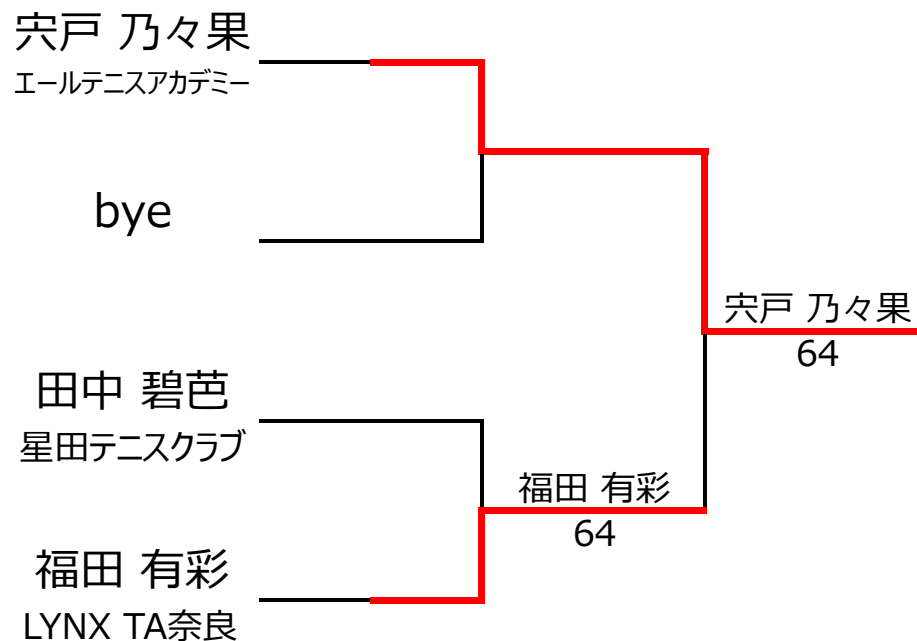 宍戸 乃々果
エールテニスアカデミー
bye
宍戸 乃々果
64
田中 碧芭
星田テニスクラブ
福田 有彩
64
福田 有彩
LYNX TA奈良